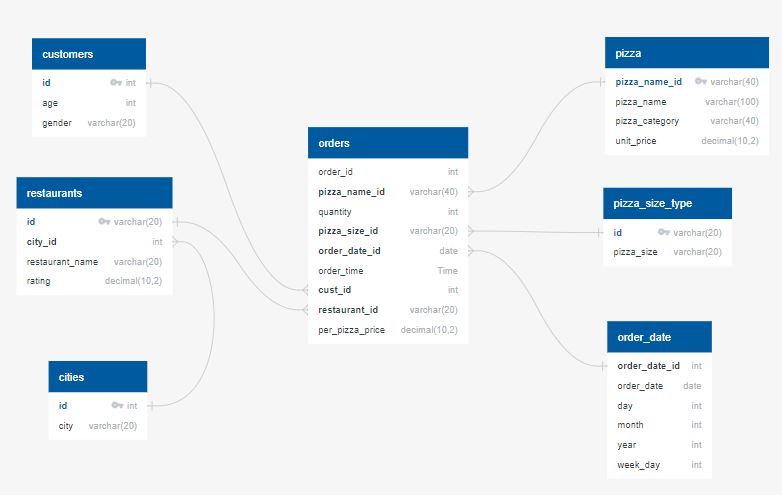 customers
id int
age int
gender varchar(20)
restaurants
id varchar(20)
city_id int
restaurant_name varchar(20)
rating decimal(10,2)
cities
id int
city varchar(20)
orders
order_id int
pizza_name_id varchar(40)
quantity int
pizza_size_id varchar(20)
order_date_id date
order_time Time
cust_id int
restaurant_id varchar(20)
per_pizza_price decimal(10,2)
pizza
pizza_name_id varchar(40)
pizza_name varchar(100)
pizza_category varchar(40)
unit_price decimal(10,2)
pizza_size_type
id varchar(20)
pizza_size varchar(20)
order_date
order_date_id int
order_date date
day int
month int
year int
week_day int